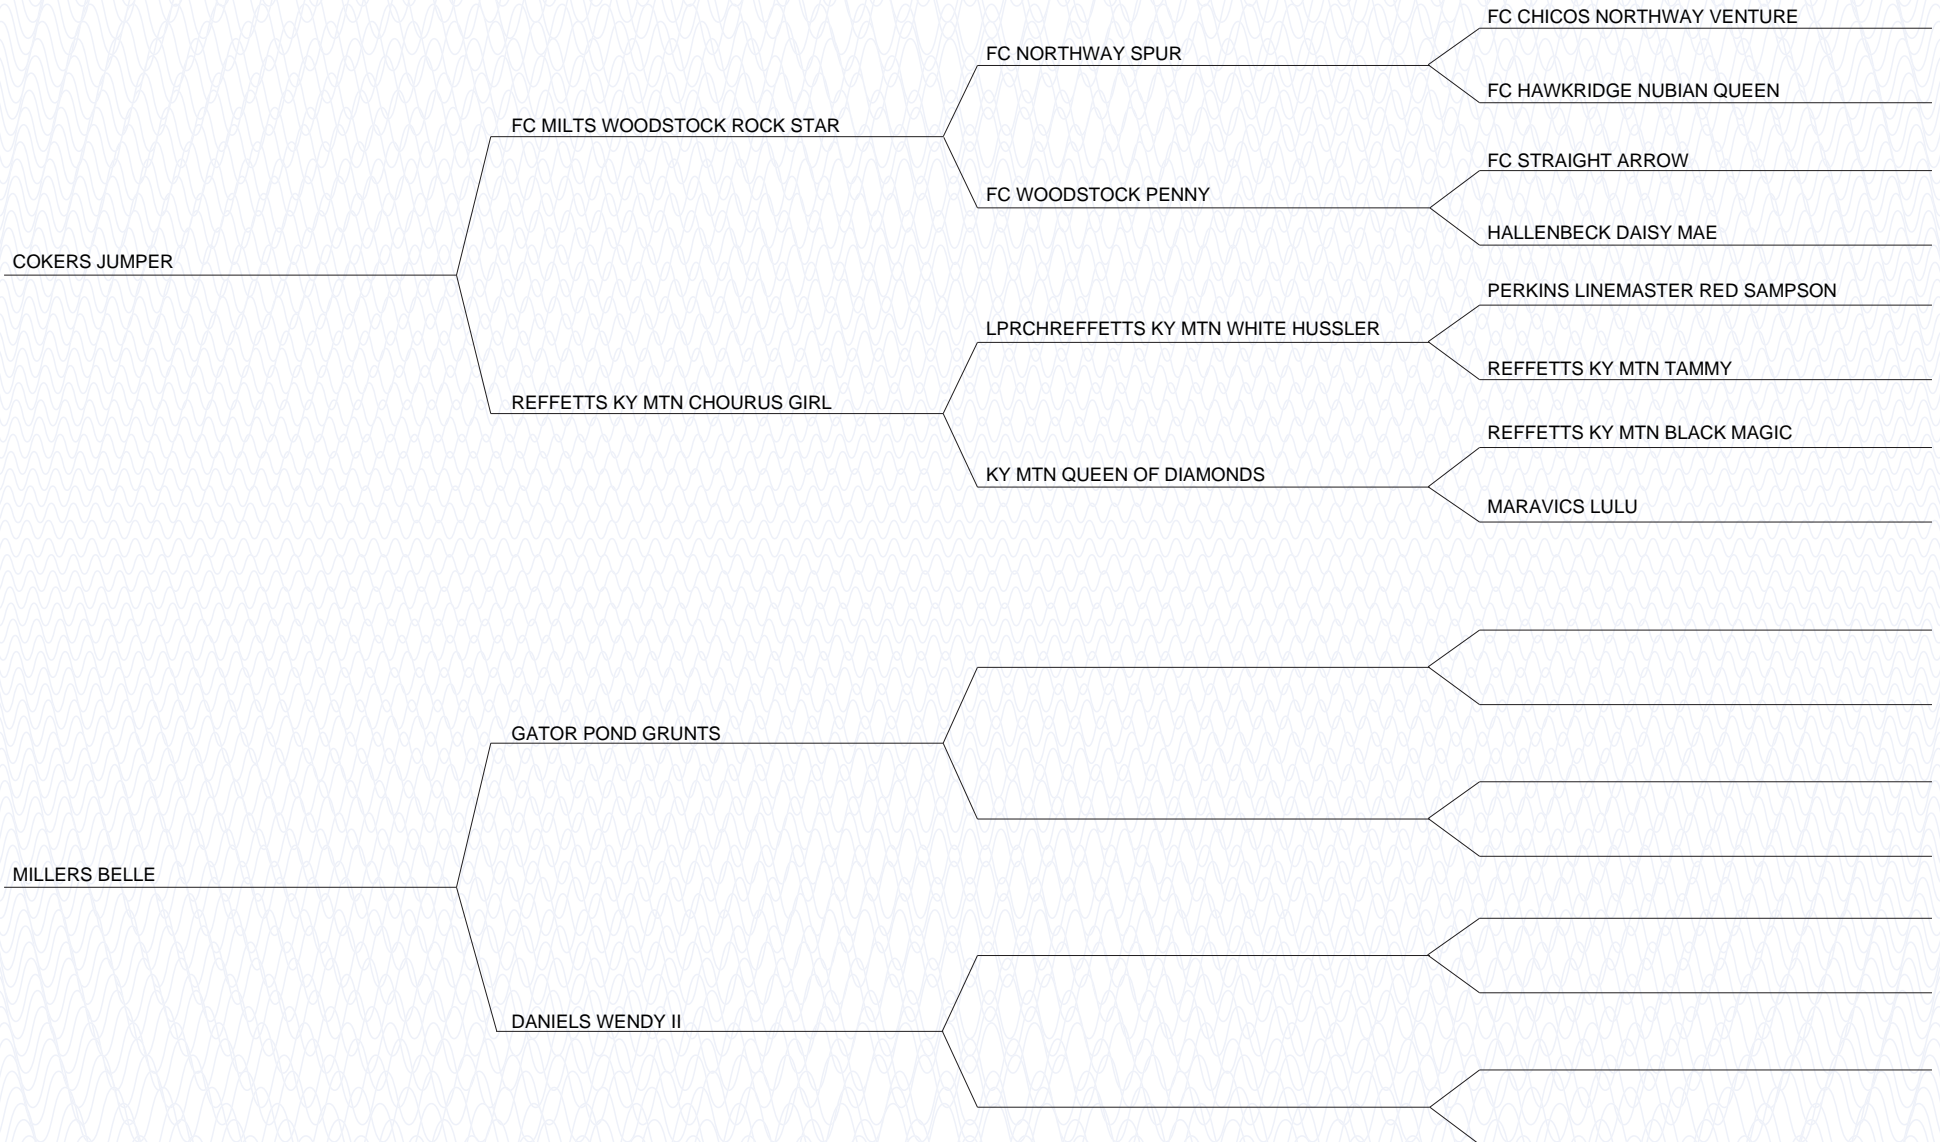 FC CHICOS NORTHWAY VENTURE
FC NORTHWAY SPUR
FC HAWKRIDGE NUBIAN QUEEN
FC MILTS WOODSTOCK ROCK STAR
FC STRAIGHT ARROW
FC WOODSTOCK PENNY
HALLENBECK DAISY MAE
COKERS JUMPER
PERKINS LINEMASTER RED SAMPSON
LPRCHREFFETTS KY MTN WHITE HUSSLER
REFFETTS KY MTN TAMMY
REFFETTS KY MTN CHOURUS GIRL
REFFETTS KY MTN BLACK MAGIC
KY MTN QUEEN OF DIAMONDS
MARAVICS LULU
GATOR POND GRUNTS
MILLERS BELLE
DANIELS WENDY II